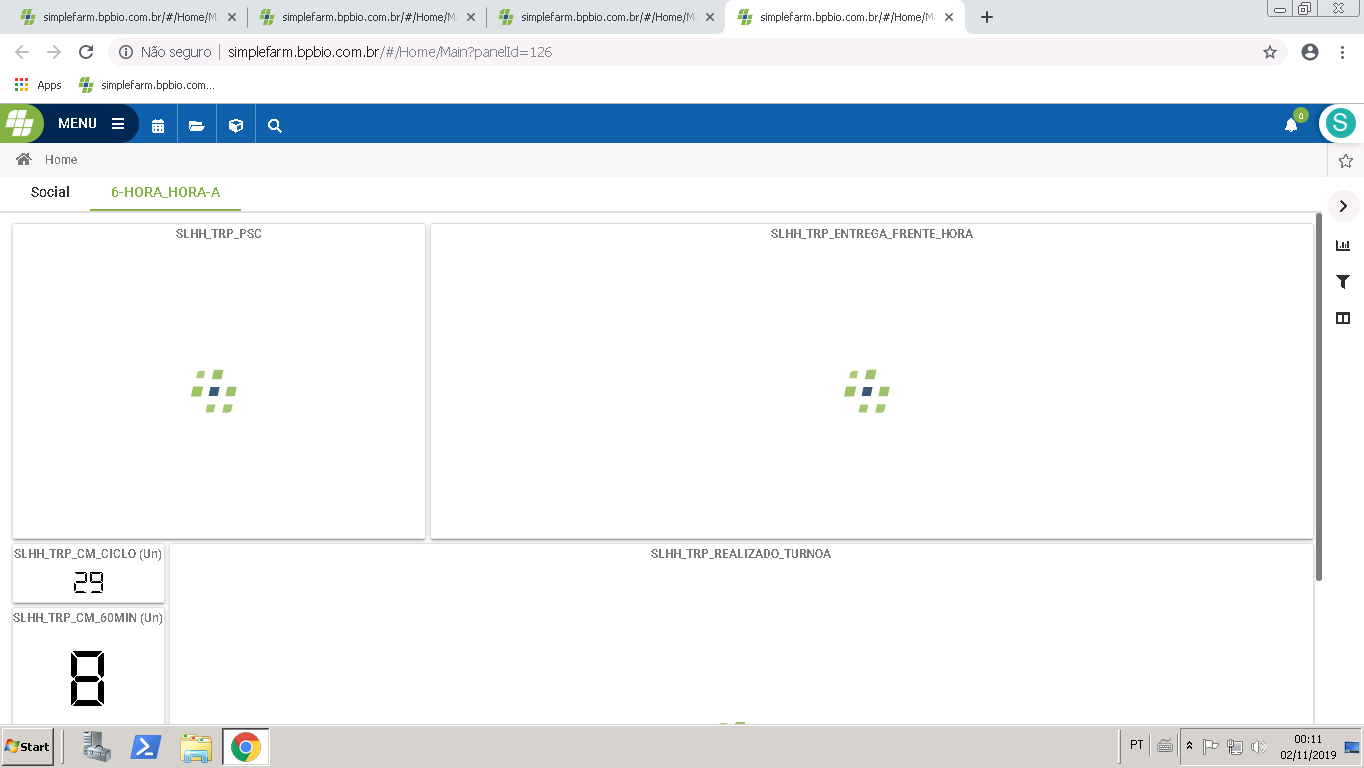 simplefarm.bpbio.com.br/#/Home/M
simplefarm.bpbio.com.br/#/Home/M
simplefarm.bpbio.com.br/#/Home/M
simplefarm.bpbio.com.br/#/Home/M
Não seguro
simplefarm.bpbio.com.br/#/Home/Main?panelId=126
Apps
simplefarm.bpbio.com...
MENU
0
S
Home
Social
6-HORA_HORA-A
SLHH_TRP_PSC
SLHH_TRP_ENTREGA_FRENTE_HORA
SLHH_TRP_CM_CICLO (Un)
29
SLHH_TRP_REALIZADO_TURNOA
SLHH_TRP_CM_60MIN (Un)
8
Start
PT
00:11
02/11/2019